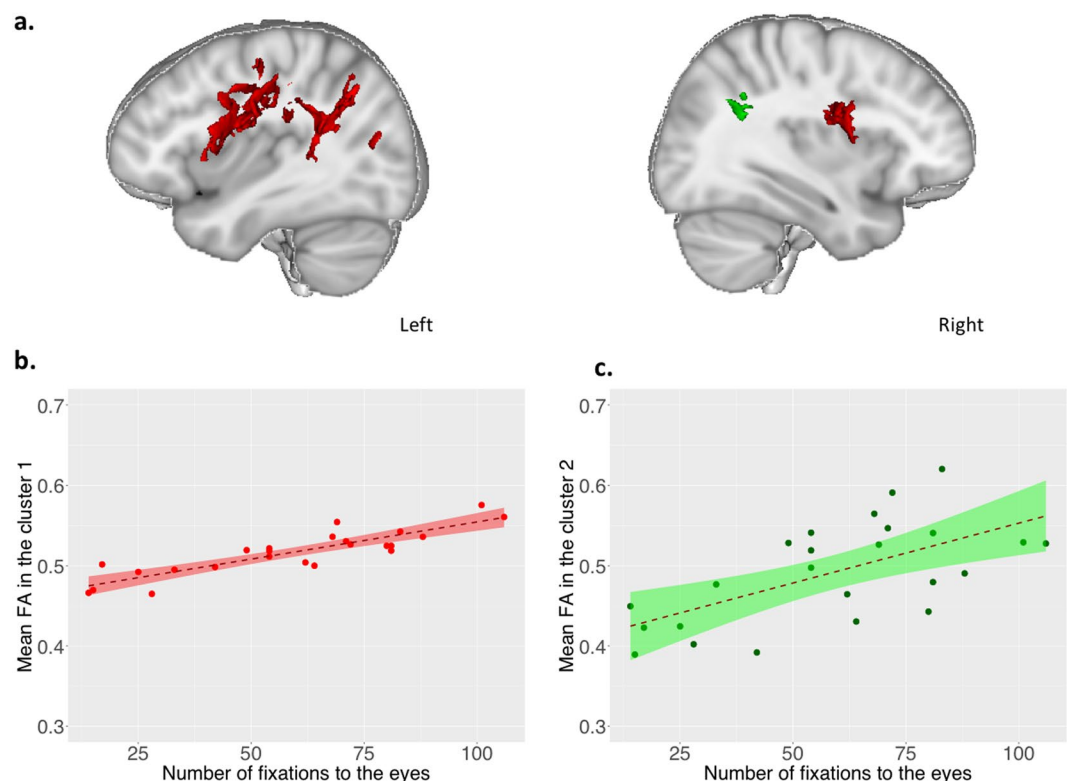 a.
Left
Right
b.
c.
Mean FA in the cluster 1
0.7
0.6
0.5
0.4
0.3
25
50
75
100
Number of fixations to the eyes
Mean FA in the cluster 2
0.7
0.6
0.5
0.4
0.3
25
50
75
100
Number of fixations to the eyes